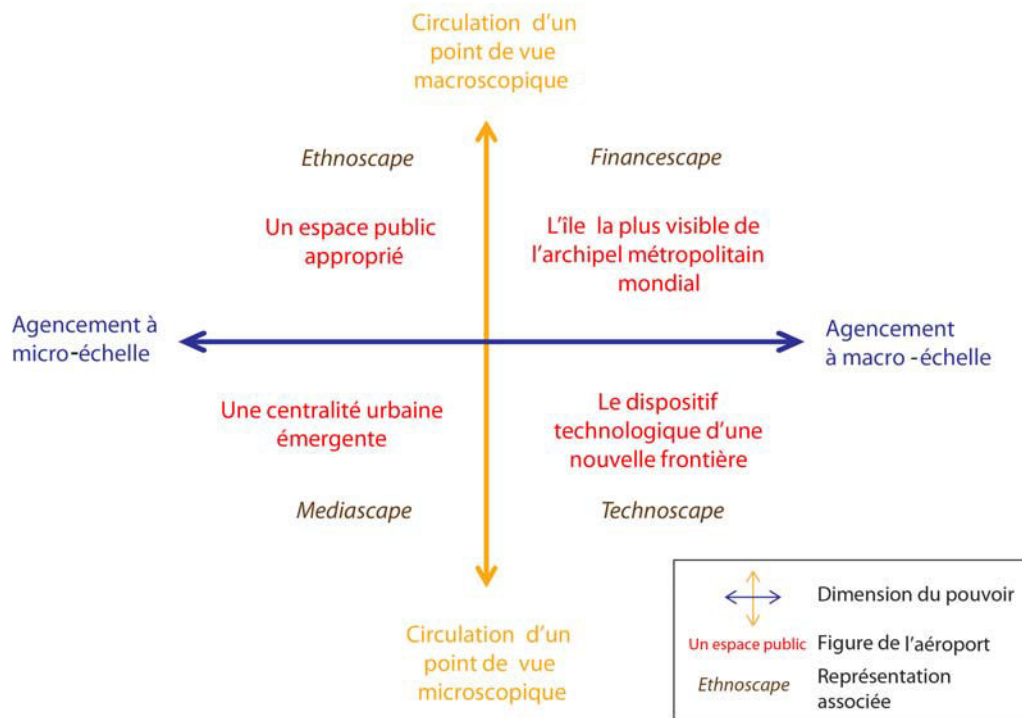 Circulation d'un
point de vue
macroscopique
Ethnoscape
Financescape
Un espace public
approprié
L'île la plus visible de
l'archipel métropolitain
mondial
Agencement à
micro-échelle
Agencement
à macro -échelle
Une centralité urbaine
émergente
Le dispositif
technologique d'une
nouvelle frontière
Mediascape
Technoscape
Circulation d'un
point de vue
microscopique
Dimension du pouvoir
Un espace public
Figure de l'aéroport
Ethnoscape
Représentation
associée